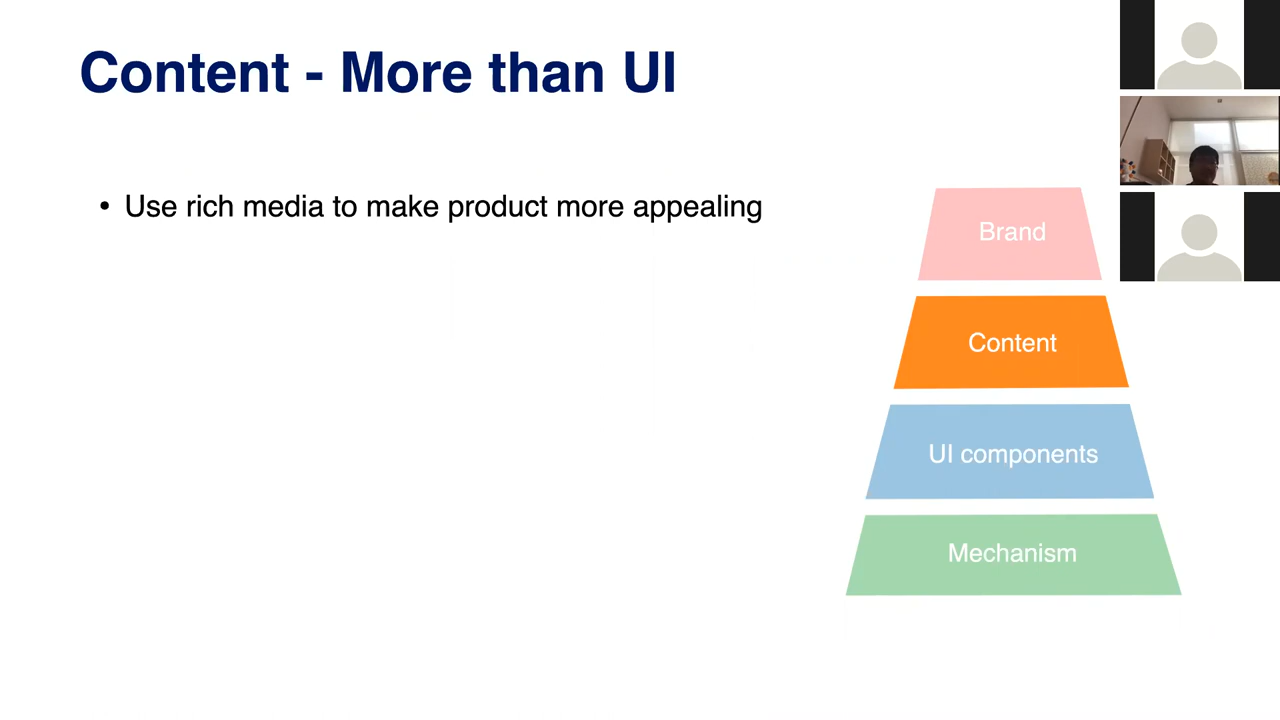 Content - More than UI
• Use rich media to make product more appealing
Brand
Content
UI components
Mechanism